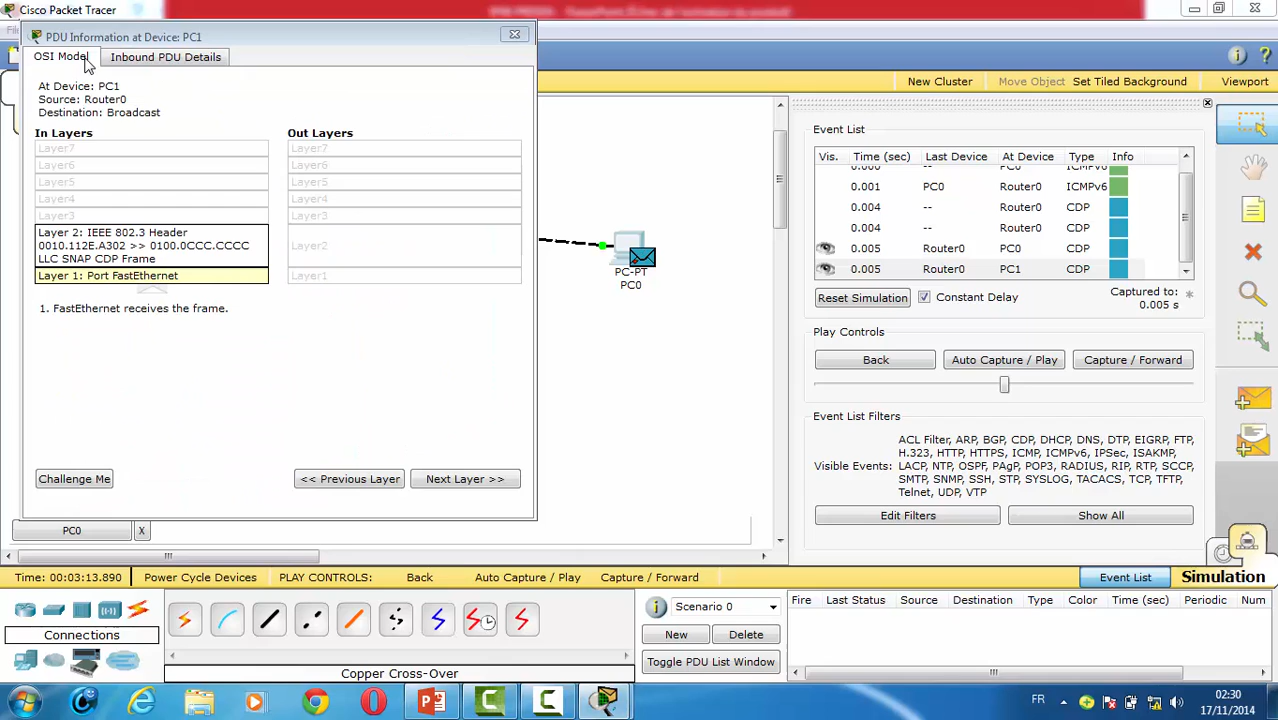 Cisco Packet Tracer
PDU Information at Device: PC1
OSI Model
Inbound PDU Details
At Device: PC1
Source: Router0
Destination: Broadcast
In Layers
Out Layers
Layer7
Layer7
Layer6
Layer6
Layer5
Layer5
Layer4
Layer4
Layer3
Layer3
Layer 2: IEEE 802.3 Header
0010.112E.A302 >> 0100.0CCC.CCCC
LLC SNAP CDP Frame
Layer2
Layer 1: Port FastEthernet
Layer1
1. FastEthernet receives the frame.
Challenge Me
<< Previous Layer
Next Layer >>
PC0
X
PC-PT
PC0
New Cluster
Move Object
Set Tiled Background
Viewport
Event List
Vis. Time (sec) Last Device At Device Type Info
0.000 -- PC0 ICMPv6
0.001 PC0 Router0 ICMPv6
0.004 -- Router0 CDP
0.004 -- Router0 CDP
0.005 Router0 PC0 CDP
0.005 Router0 PC1 CDP
Reset Simulation
Constant Delay
Captured to: *
0.005 s
Play Controls
Back
Auto Capture / Play
Capture / Forward
Event List Filters
Visible Events:
ACL Filter, ARP, BGP, CDP, DHCP, DNS, DTP, EIGRP, FTP,
H.323, HTTP, HTTPS, ICMP, ICMPv6, IPSec, ISAKMP,
LACP, NTP, OSPF, PAgP, POP3, RADIUS, RIP, RTP, SCCP,
SMTP, SNMP, SSH, STP, SYSLOG, TACACS, TCP, TFTP,
Telnet, UDP, VTP
Edit Filters
Show All
Time: 00:03:13.890
Power Cycle Devices
PLAY CONTROLS:
Back
Auto Capture / Play
Capture / Forward
Event List
Simulation
Connections
Copper Cross-Over
Scenario 0
New
Delete
Toggle PDU List Window
Fire Last Status Source Destination Type Color Time (sec) Periodic Num
FR
02:30
17/11/2014